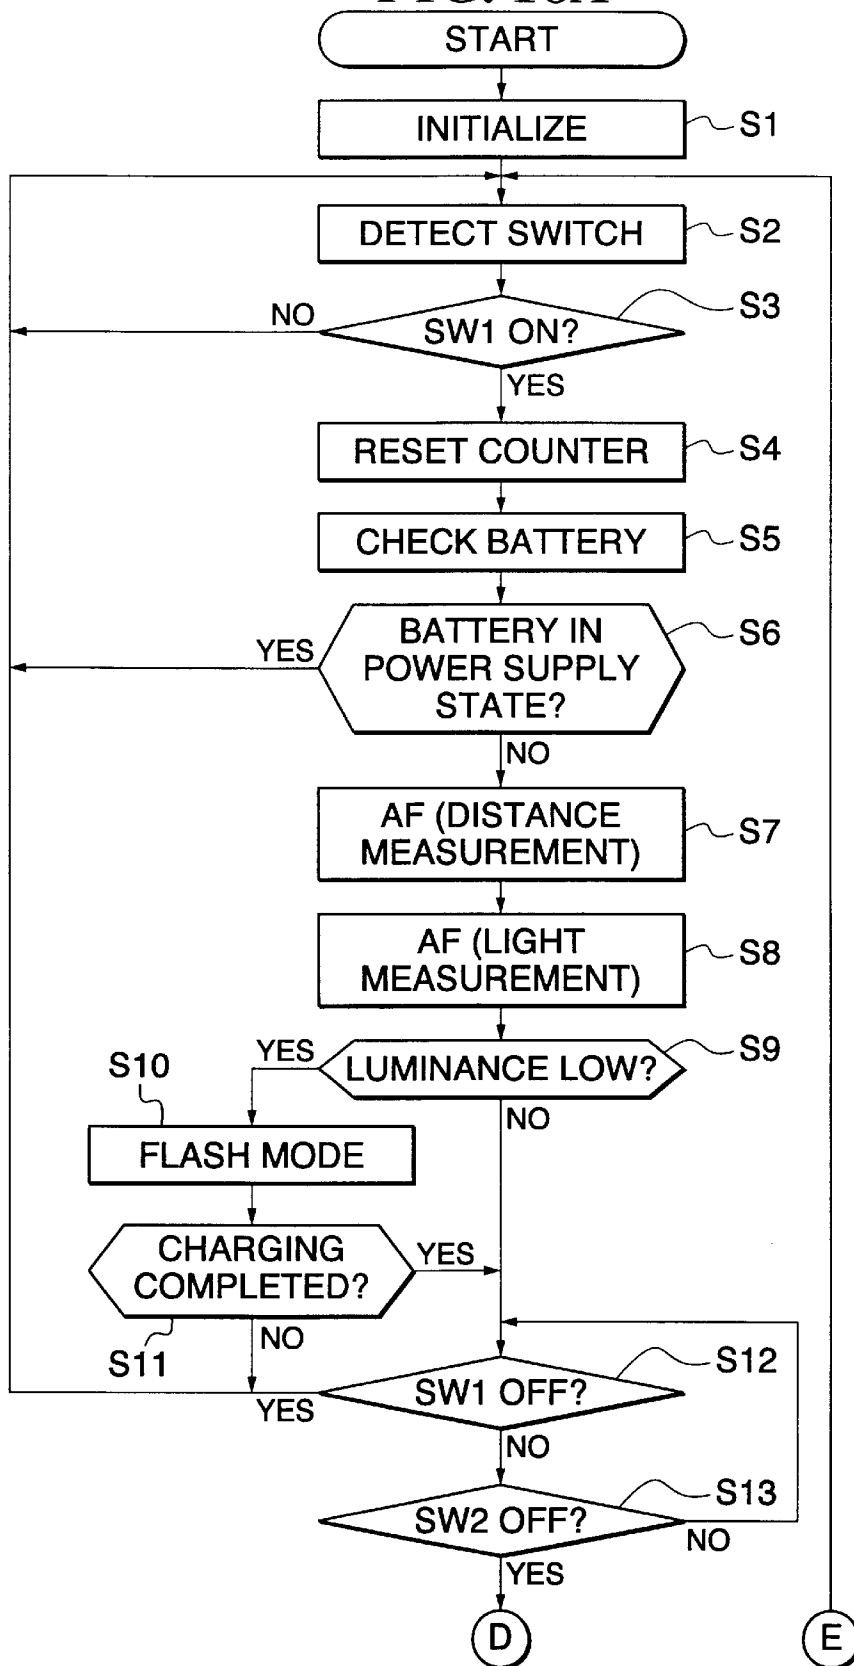 START
INITIALIZE
S1
DETECT SWITCH
S2
SW1 ON?
S3
NO
YES
RESET COUNTER
S4
CHECK BATTERY
S5
BATTERY IN
POWER SUPPLY
STATE?
S6
YES
NO
AF (DISTANCE
MEASUREMENT)
S7
AF (LIGHT
MEASUREMENT)
S8
LUMINANCE LOW?
S9
YES
NO
S10
FLASH MODE
CHARGING
COMPLETED?
YES
NO
S11
SW1 OFF?
S12
YES
NO
SW2 OFF?
S13
NO
YES
D
E